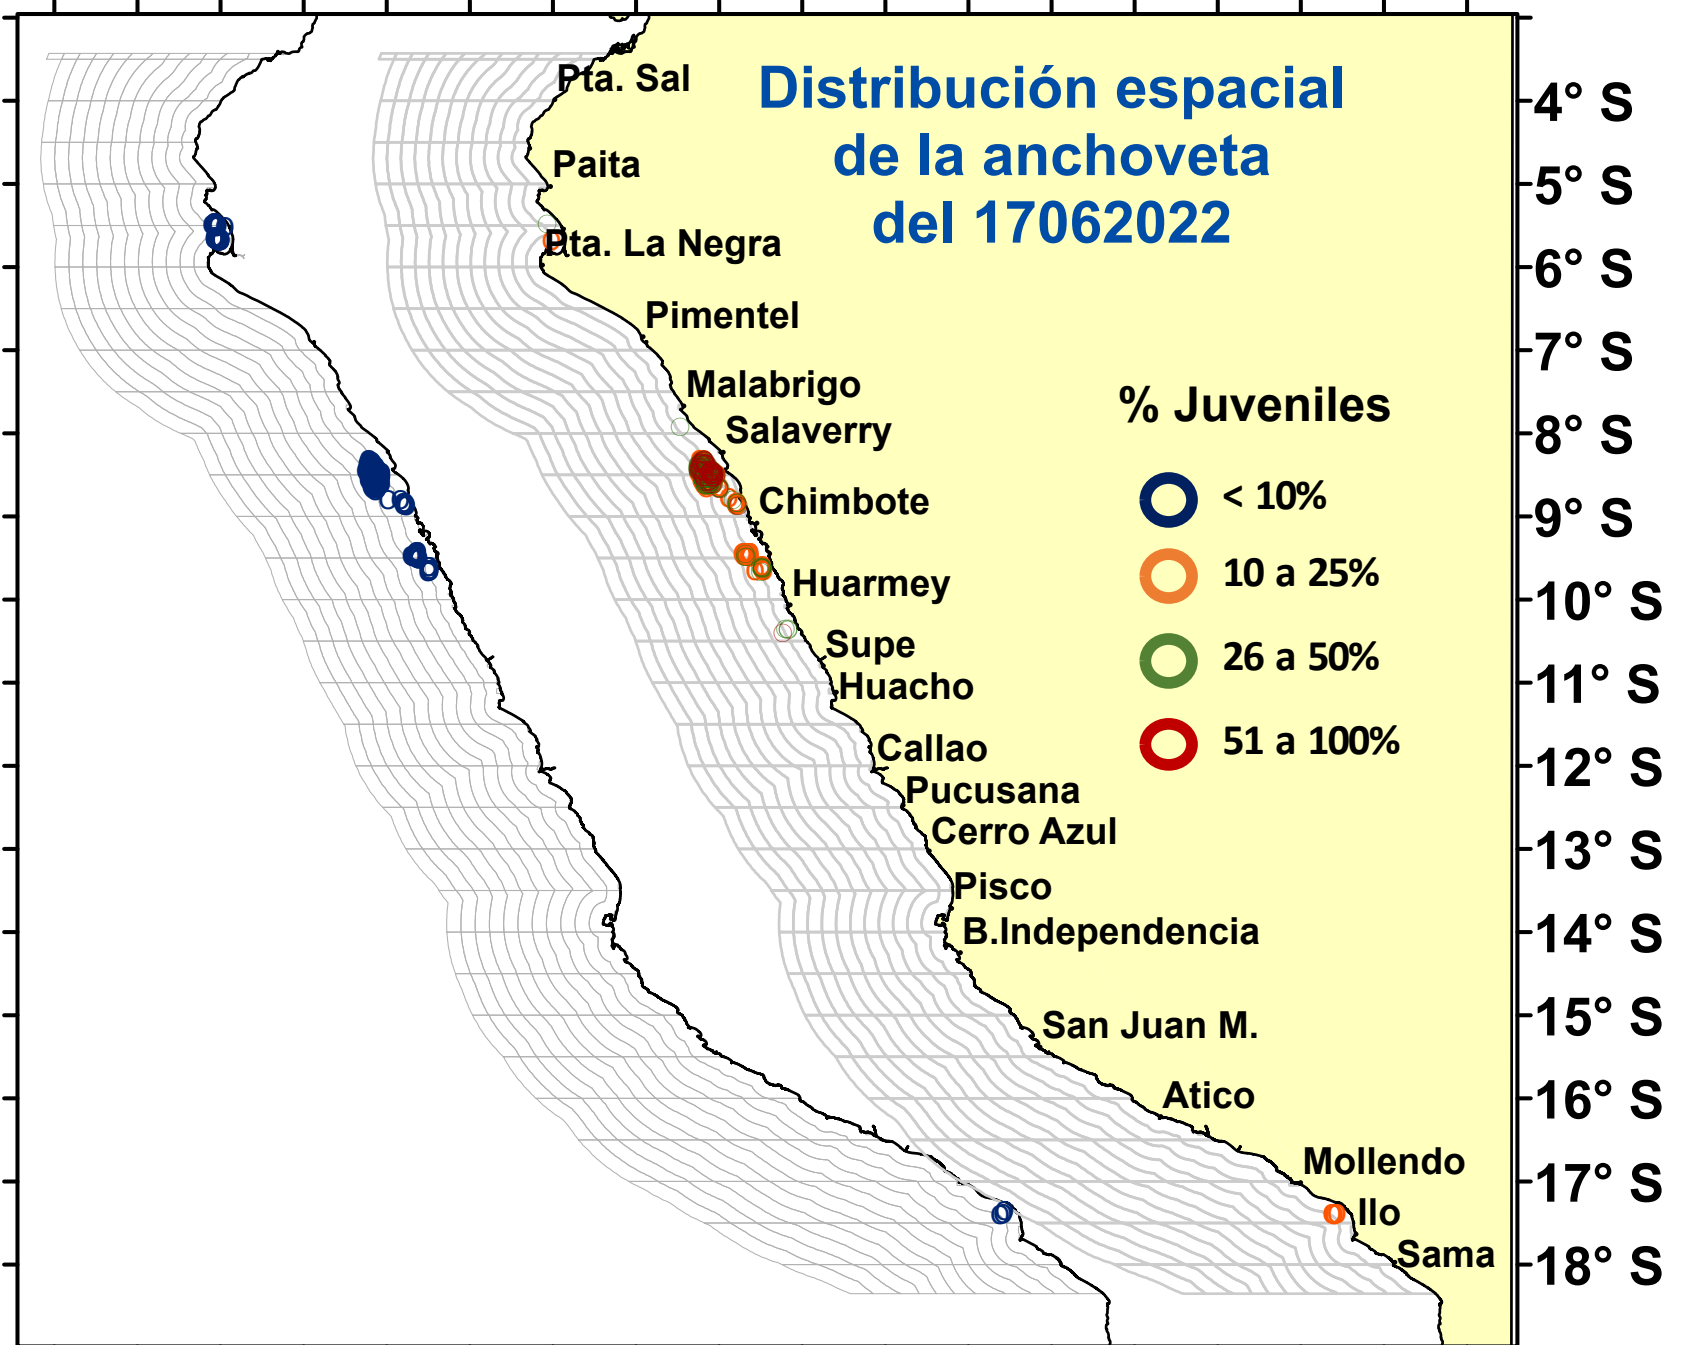 Distribución espacial
de la anchoveta
del 17062022
Pta. Sal
Paita
Pta. La Negra
Pimentel
Malabrigo
Salaverry
Chimbote
Huarmey
Supe
Huacho
Callao
Pucusana
Cerro Azul
Pisco
B.Independencia
San Juan M.
Atico
Mollendo
Ilo
Sama
% Juveniles
< 10%
10 a 25%
26 a 50%
51 a 100%
4° S
5° S
6° S
7° S
8° S
9° S
10° S
11° S
12° S
13° S
14° S
15° S
16° S
17° S
18° S